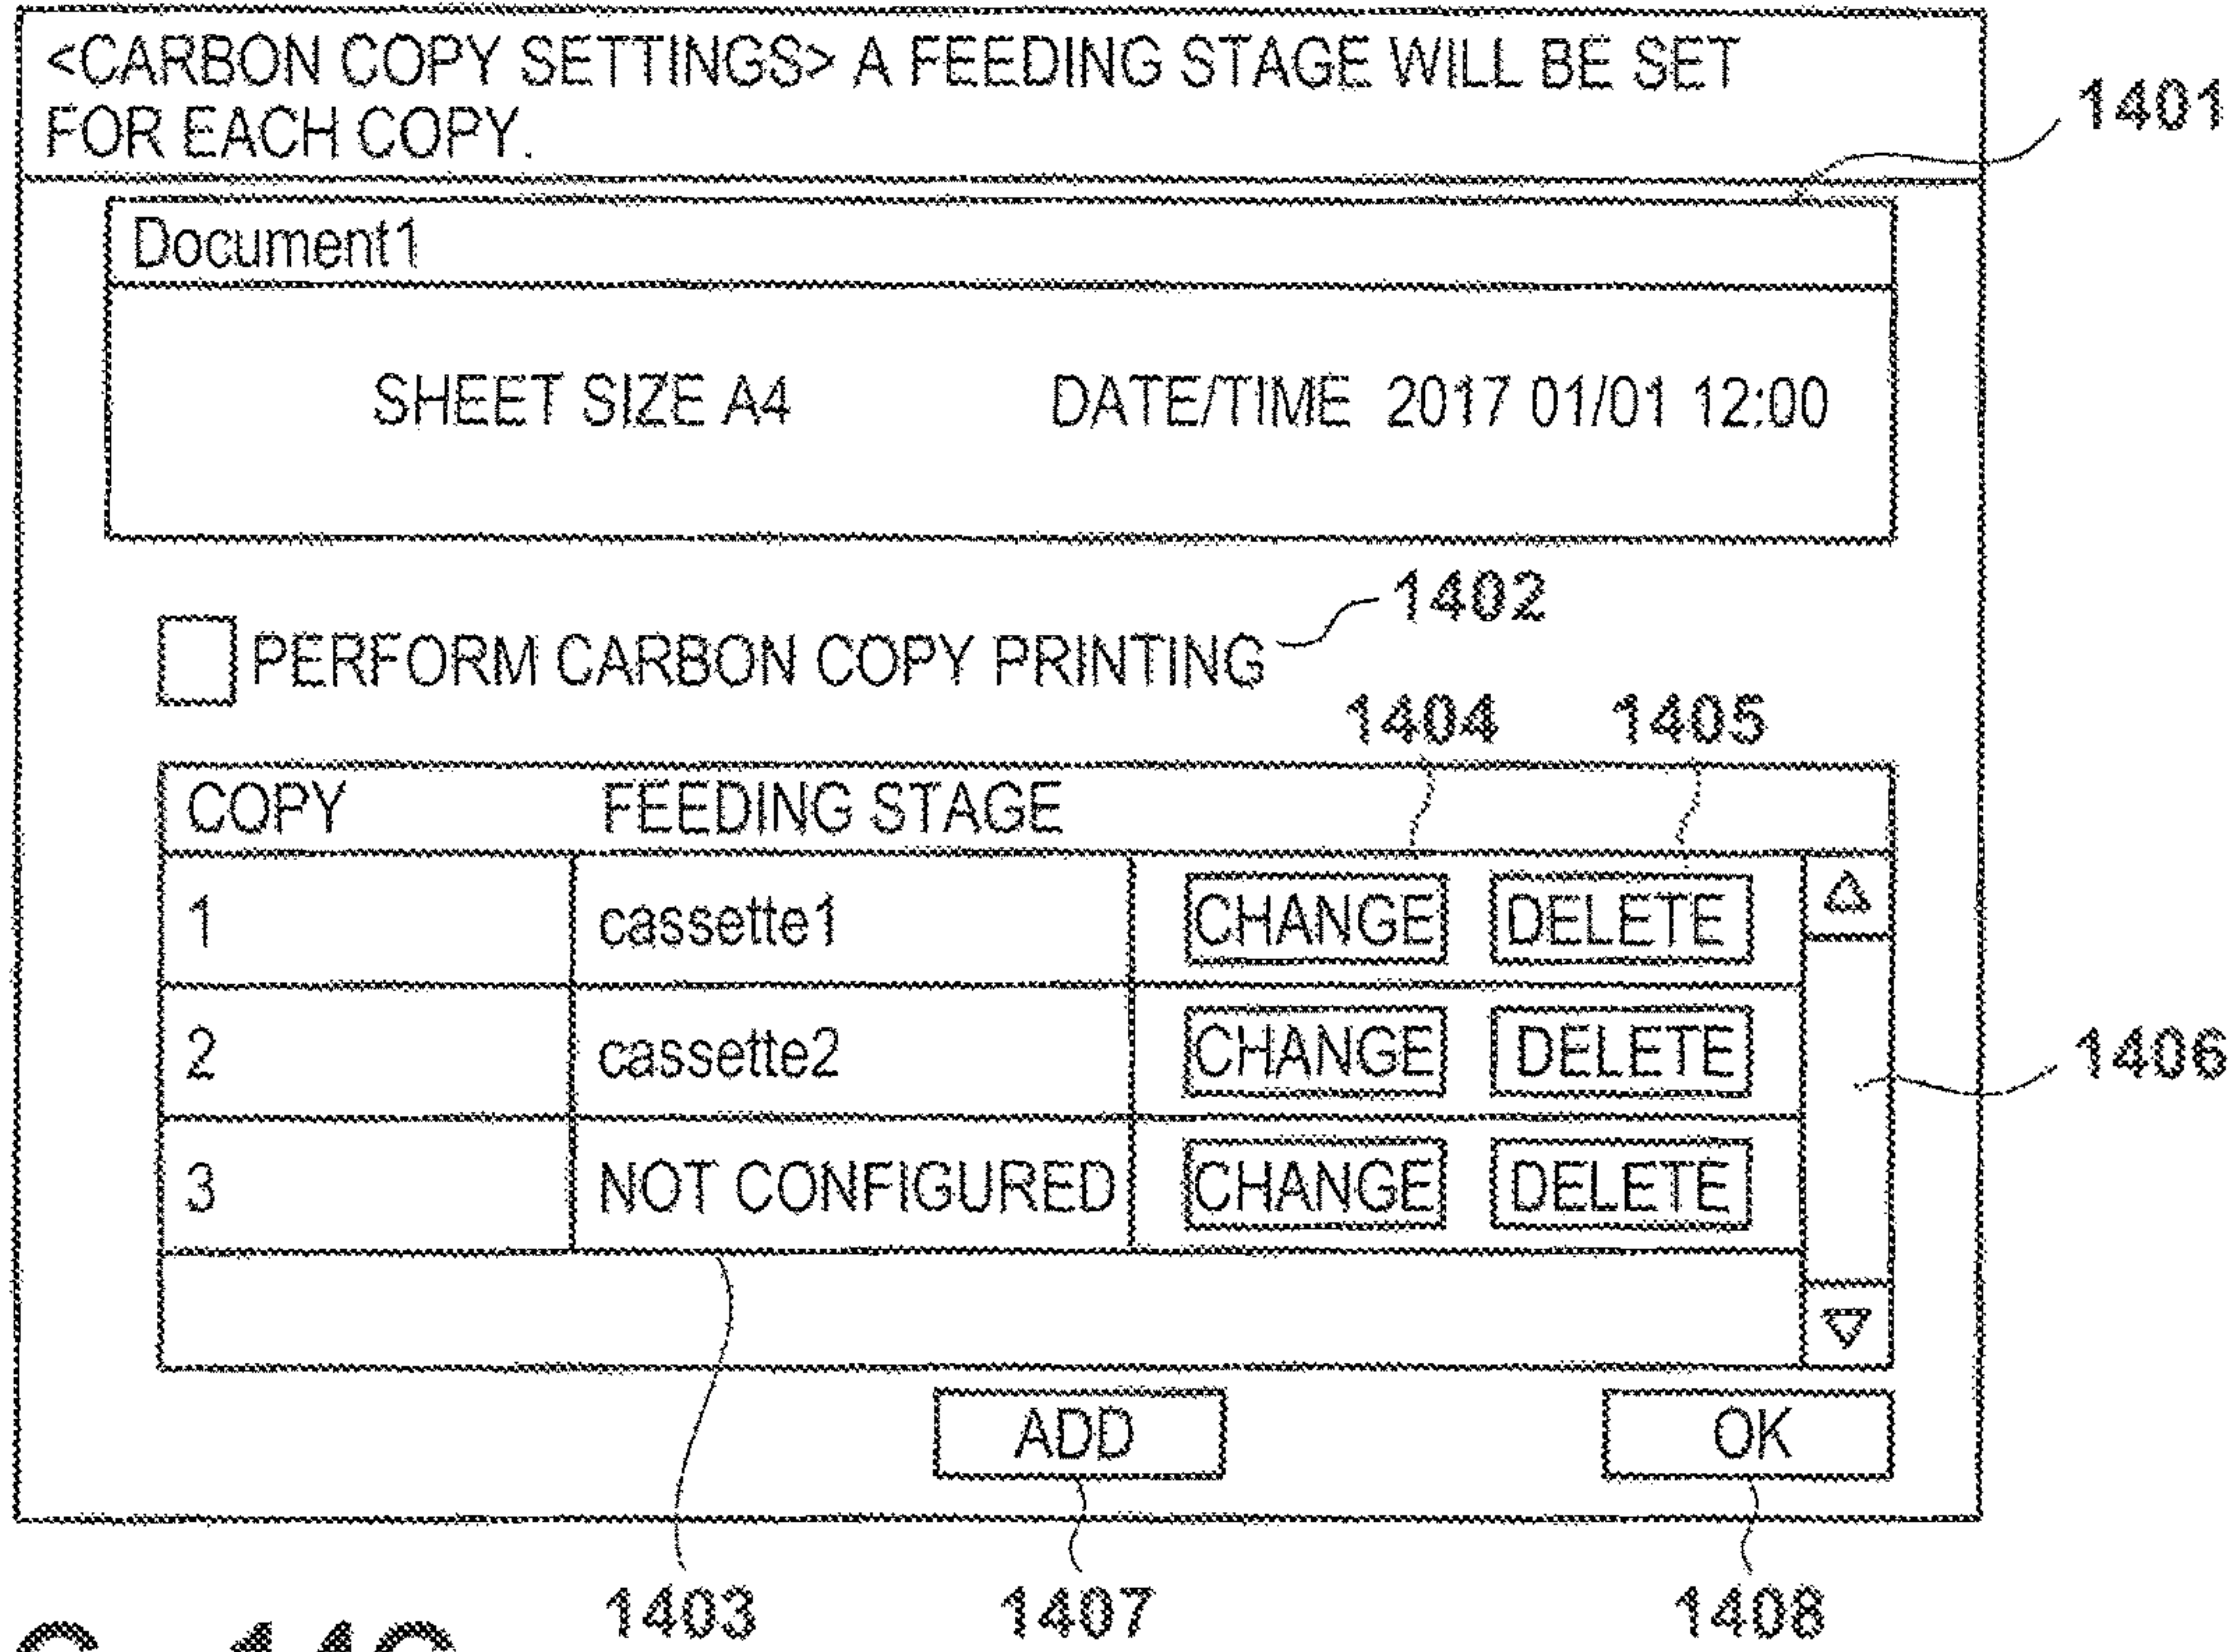 <CARBON COPY SETTINGS> A FEEDING STAGE WILL BE SET
FOR EACH COPY.
1401
Document1
SHEET SIZE A4 DATE/TIME 2017 01/01 12:00
1402
PERFORM CARBON COPY PRINTING
1404 1405
COPY FEEDING STAGE
1 cassette1 CHANGE DELETE
2 cassette2 CHANGE DELETE
1406
3 NOT CONFIGURED CHANGE DELETE
ADD OK
1403 1407 1408